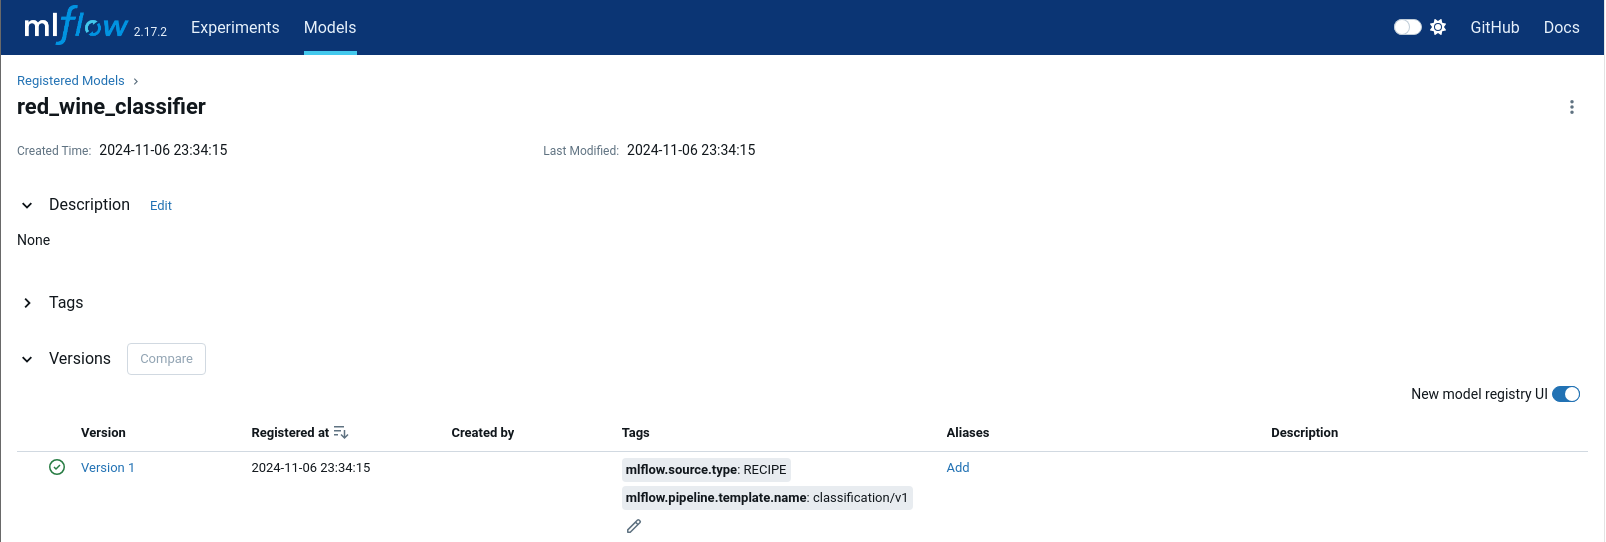 mlflow 2.17.2 Experiments Models GitHub Docs
Registered Models ›
red_wine_classifier
Created Time: 2024-11-06 23:34:15 Last Modified: 2024-11-06 23:34:15
Description Edit
None
Tags
Versions Compare
New model registry UI
Version Registered at Created by Tags Aliases Description
Version 1 2024-11-06 23:34:15 mlflow.source.type: RECIPE Add
mlflow.pipeline.template.name: classification/v1